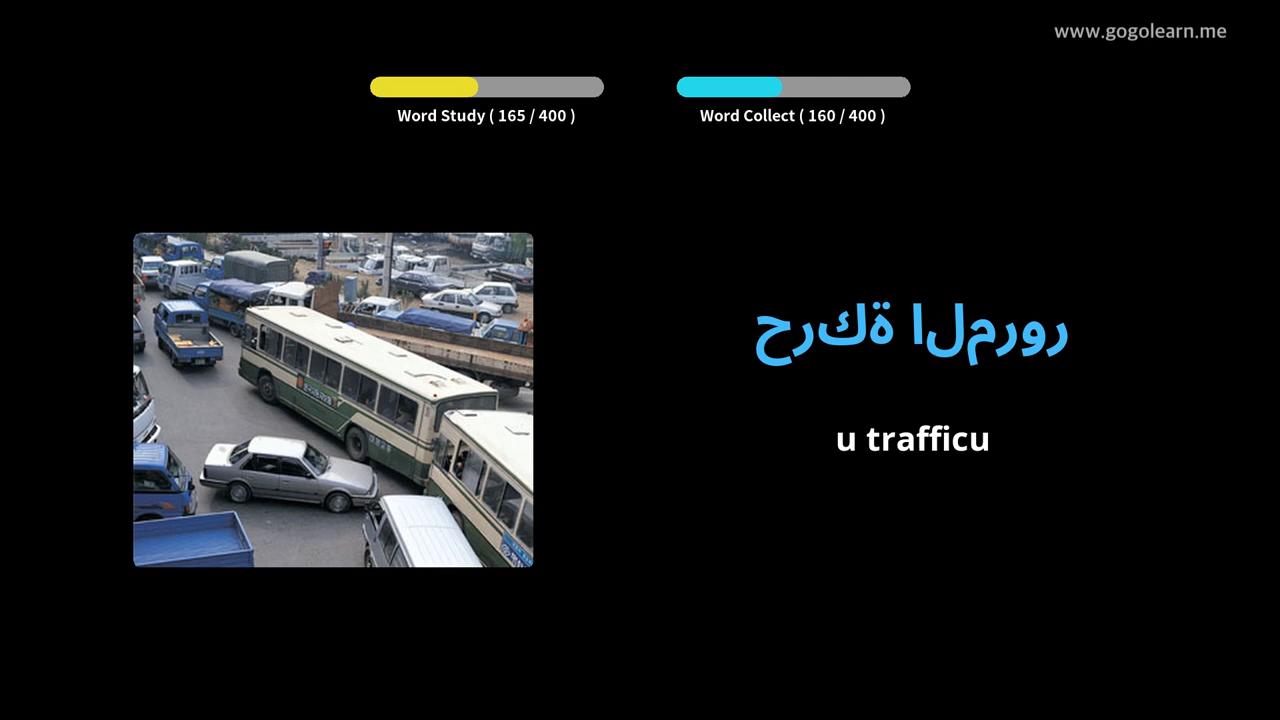 www.gogolearn.me
Word Study ( 165 / 400 )
Word Collect ( 160 / 400 )
حركة المرور
u trafficu